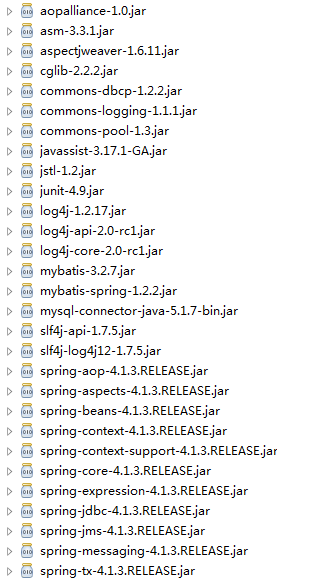 aopalliance-1.0.jar
asm-3.3.1.jar
aspectjweaver-1.6.11.jar
cglib-2.2.2.jar
commons-dbcp-1.2.2.jar
commons-logging-1.1.1.jar
commons-pool-1.3.jar
javassist-3.17.1-GA.jar
jstl-1.2.jar
junit-4.9.jar
log4j-1.2.17.jar
log4j-api-2.0-rc1.jar
log4j-core-2.0-rc1.jar
mybatis-3.2.7.jar
mybatis-spring-1.2.2.jar
mysql-connector-java-5.1.7-bin.jar
slf4j-api-1.7.5.jar
slf4j-log4j12-1.7.5.jar
spring-aop-4.1.3.RELEASE.jar
spring-aspects-4.1.3.RELEASE.jar
spring-beans-4.1.3.RELEASE.jar
spring-context-4.1.3.RELEASE.jar
spring-context-support-4.1.3.RELEASE.jar
spring-core-4.1.3.RELEASE.jar
spring-expression-4.1.3.RELEASE.jar
spring-jdbc-4.1.3.RELEASE.jar
spring-jms-4.1.3.RELEASE.jar
spring-messaging-4.1.3.RELEASE.jar
spring-tx-4.1.3.RELEASE.jar